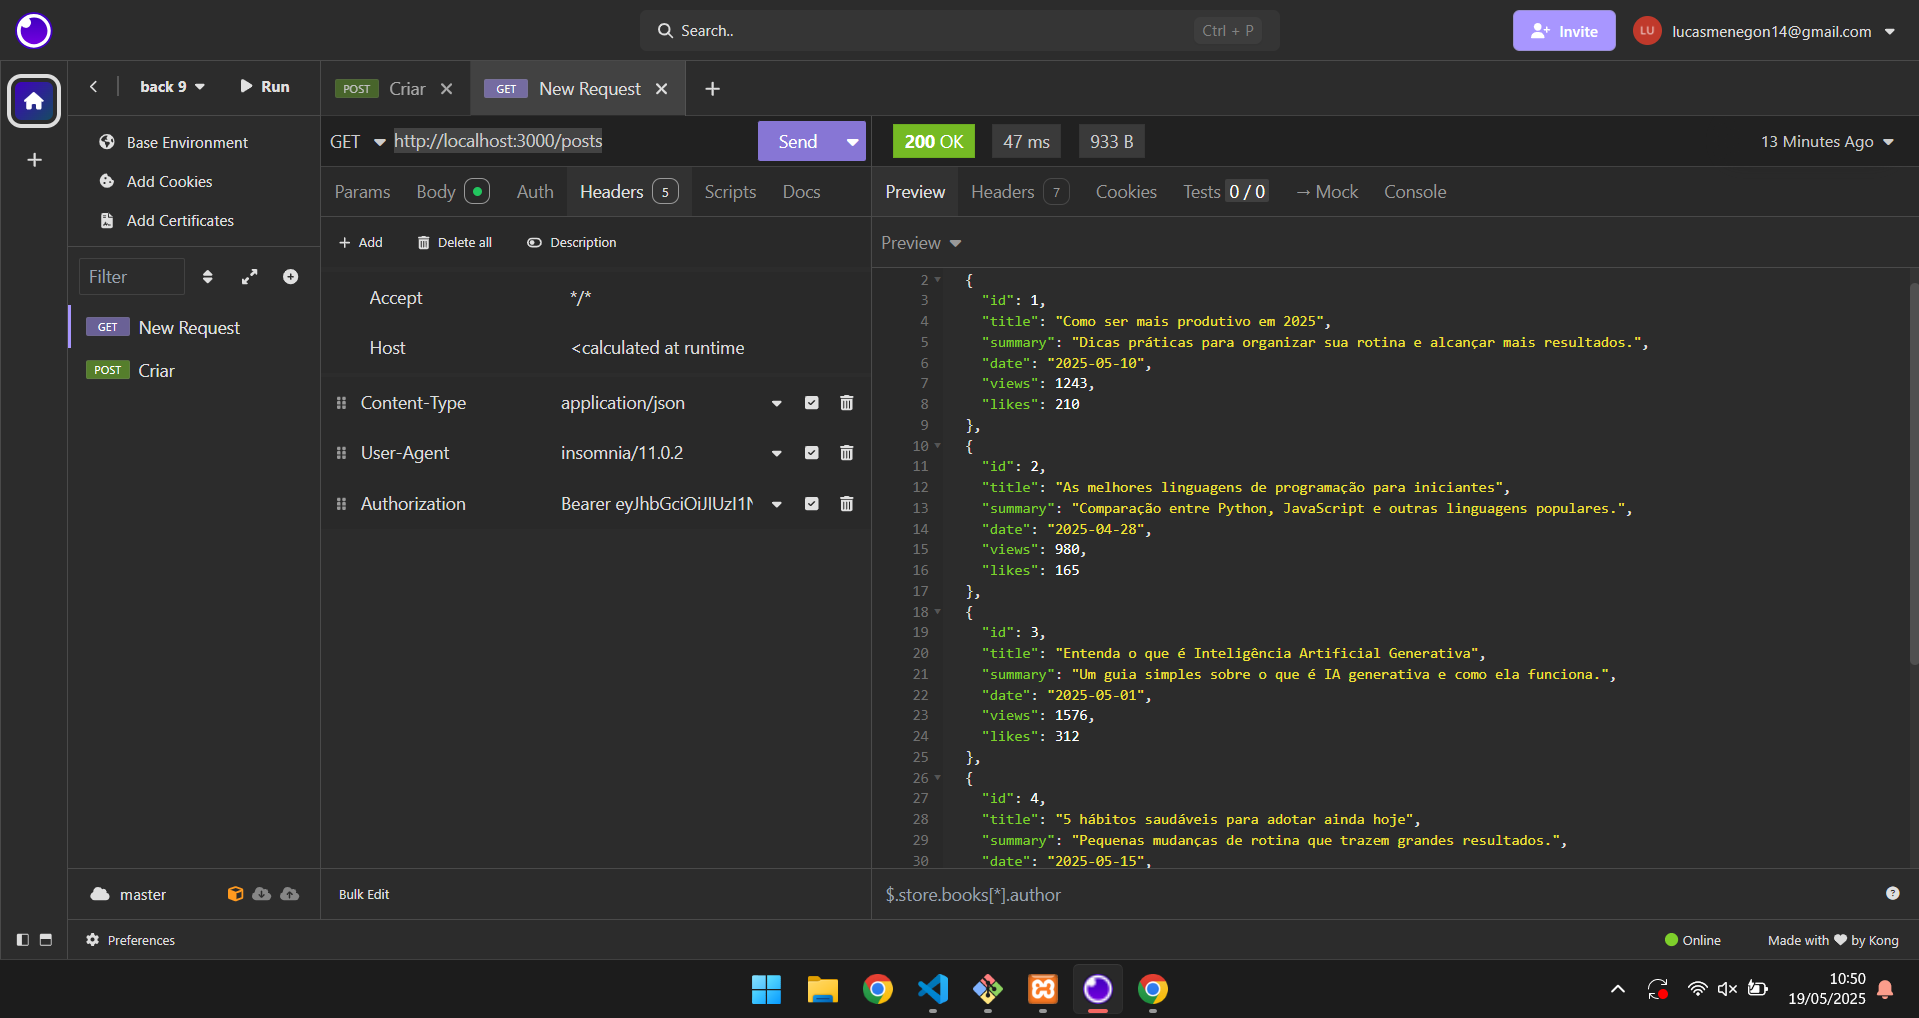 Search..
Ctrl + P
Invite
LU
lucasmenegon14@gmail.com
back 9
Run
Base Environment
Add Cookies
Add Certificates
Filter
GET New Request
POST Criar
master
Preferences
POST Criar
GET New Request
GET http://localhost:3000/posts
Send
Params Body Auth Headers 5 Scripts Docs
Add Delete all Description
Accept */*
Host <calculated at runtime
Content-Type application/json
User-Agent insomnia/11.0.2
Authorization Bearer eyJhbGciOiJIUzI1N
Bulk Edit
200 OK 47 ms 933 B
13 Minutes Ago
Preview Headers 7 Cookies Tests 0 / 0 → Mock Console
Preview
2 {
3 "id": 1,
4 "title": "Como ser mais produtivo em 2025",
5 "summary": "Dicas práticas para organizar sua rotina e alcançar mais resultados.",
6 "date": "2025-05-10",
7 "views": 1243,
8 "likes": 210
9 },
10 {
11 "id": 2,
12 "title": "As melhores linguagens de programação para iniciantes",
13 "summary": "Comparação entre Python, JavaScript e outras linguagens populares.",
14 "date": "2025-04-28",
15 "views": 980,
16 "likes": 165
17 },
18 {
19 "id": 3,
20 "title": "Entenda o que é Inteligência Artificial Generativa",
21 "summary": "Um guia simples sobre o que é IA generativa e como ela funciona.",
22 "date": "2025-05-01",
23 "views": 1576,
24 "likes": 312
25 },
26 {
27 "id": 4,
28 "title": "5 hábitos saudáveis para adotar ainda hoje",
29 "summary": "Pequenas mudanças de rotina que trazem grandes resultados.",
30 "date": "2025-05-15",
$.store.books[*].author
Online
Made with ♥ by Kong
10:50
19/05/2025